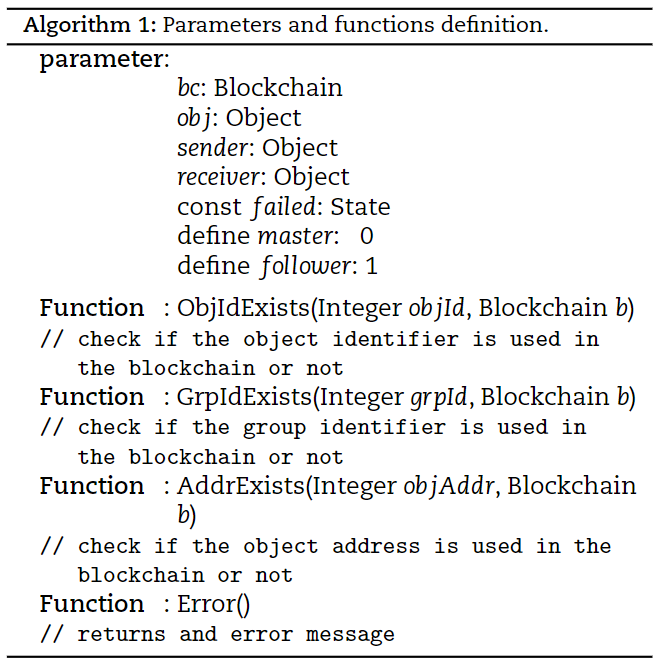 Algorithm 1: Parameters and functions definition.
parameter:
bc: Blockchain
obj: Object
sender: Object
receiver: Object
const failed: State
define master: 0
define follower: 1
Function : ObjIdExists(Integer objId, Blockchain b)
// check if the object identifier is used in
the blockchain or not
Function : GrpIdExists(Integer grpId, Blockchain b)
// check if the group identifier is used in
the blockchain or not
Function : AddrExists(Integer objAddr, Blockchain
b)
// check if the object address is used in the
blockchain or not
Function : Error()
// returns and error message